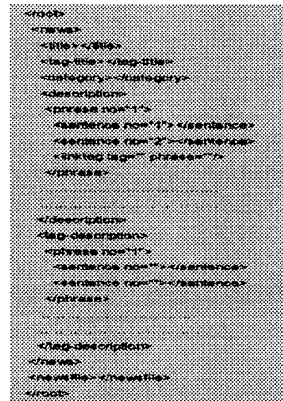 <root>
<news>
<title></title>
<tag-title></tag-title>
<category></category>
<description>
<phrase no="1">
<sentence no="1"></sentence>
<sentence no="2"></sentence>
<linktag tag="" phrase=""/>
</phrase>
....................................
....................................
</description>
<tag-description>
<phrase no="1">
<sentence no=""></sentence>
<sentence no=""></sentence>
</phrase>
....................................
....................................
</tag-description>
</news>
<newsfile></newsfile>
</root>